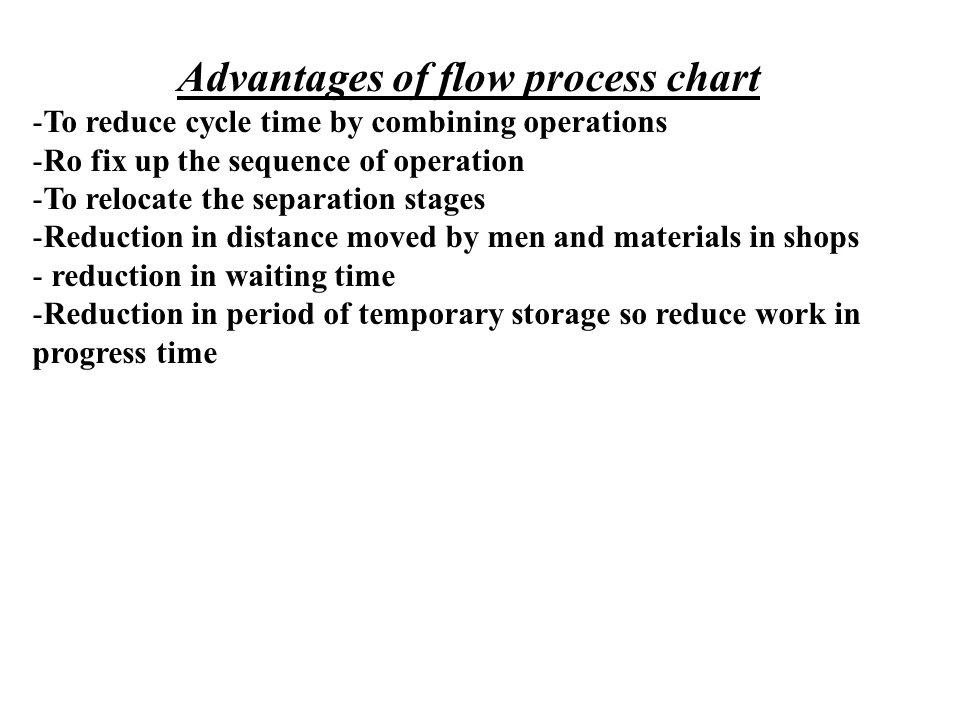 Advantages of flow process chart
-To reduce cycle time by combining operations
-Ro fix up the sequence of operation
-To relocate the separation stages
-Reduction in distance moved by men and materials in shops
- reduction in waiting time
-Reduction in period of temporary storage so reduce work in
progress time